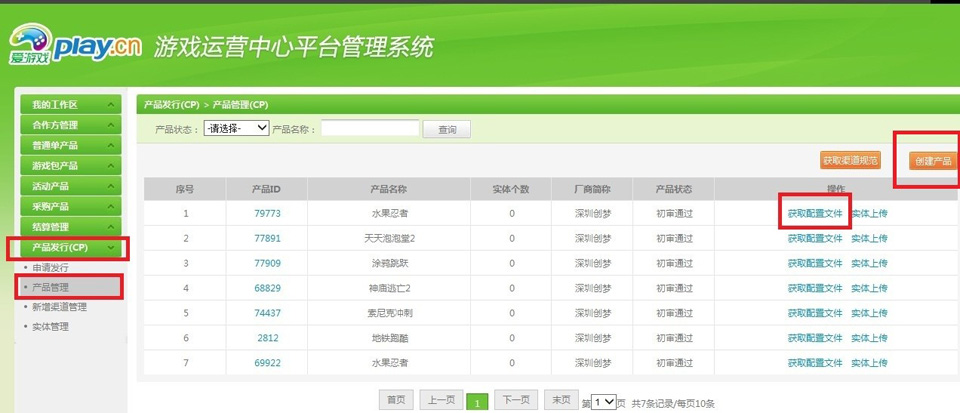 爱游戏 play.cn 游戏运营中心平台管理系统
我的工作区
合作方管理
普通单产品
游戏包产品
活动产品
采购产品
结算管理
产品发行(CP)
申请发行
产品管理
新增渠道管理
实体管理
产品发行(CP) > 产品管理(CP)
产品状态： -请选择- 产品名称： 查询
获取渠道规范 创建产品
序号 产品ID 产品名称 实体个数 厂商简称 产品状态 操作
1 79773 水果忍者 0 深圳创梦 初审通过 获取配置文件 实体上传
2 77891 天天泡泡堂2 0 深圳创梦 初审通过 获取配置文件 实体上传
3 77909 涂鸦跳跃 0 深圳创梦 初审通过 获取配置文件 实体上传
4 68829 神庙逃亡2 0 深圳创梦 初审通过 获取配置文件 实体上传
5 74437 索尼克冲刺 0 深圳创梦 初审通过 获取配置文件 实体上传
6 2812 地铁跑酷 0 深圳创梦 初审通过 获取配置文件 实体上传
7 69922 水果忍者 0 深圳创梦 初审通过 获取配置文件 实体上传
首页 上一页 1 下一页 末页 第 1 页 共7条记录/每页10条